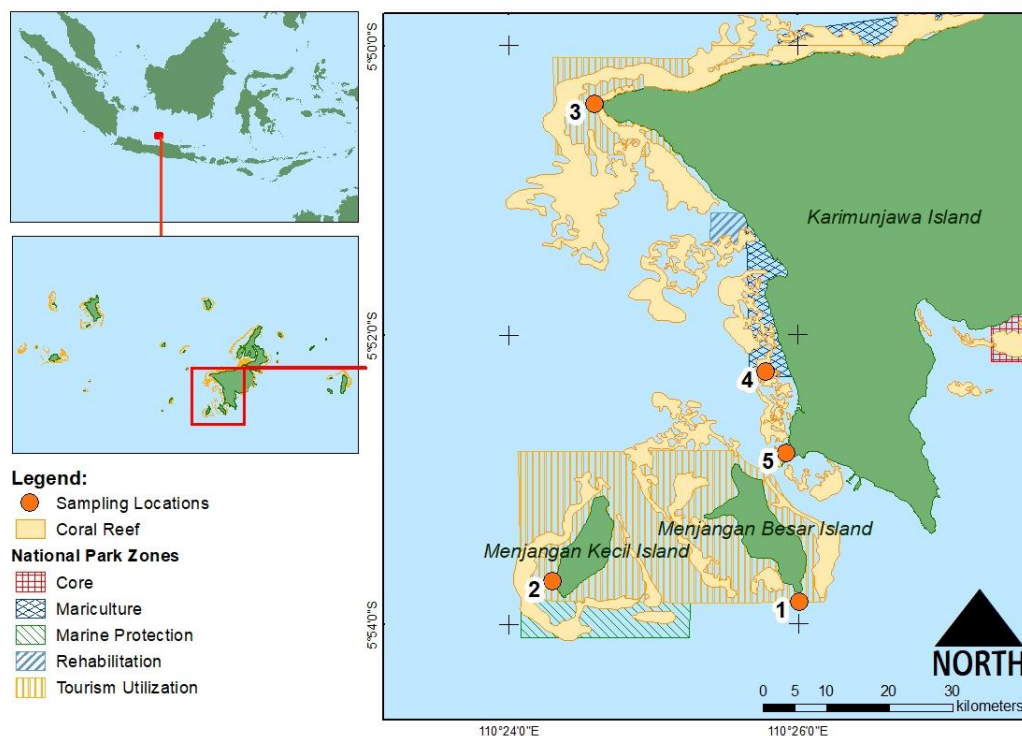 5°50'0"S
3
Karimunjawa Island
5°52'0"S
4
5
Menjangan Besar Island
Menjangan Kecil Island
2
1
5°54'0"S
NORTH
0 5 10 20 30
kilometers
110°24'0"E
110°26'0"E
Legend:
Sampling Locations
Coral Reef
National Park Zones
Core
Mariculture
Marine Protection
Rehabilitation
Tourism Utilization